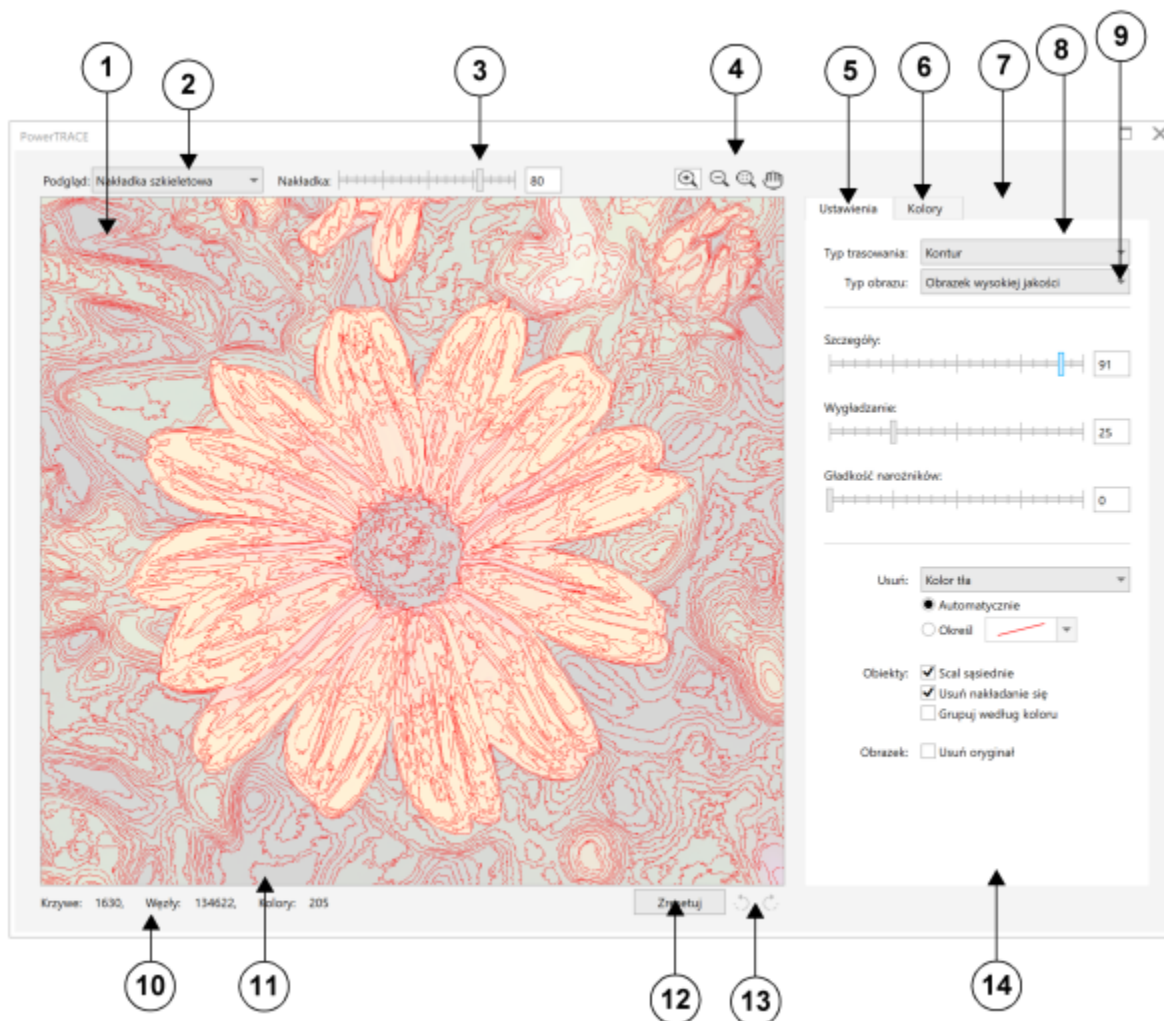 1 2 3 4 5 6 7 8 9
PowerTRACE
Podgląd: Nakładka szkieletowa Nakładka: 80
Ustawienia Kolory
Typ trasowania: Kontur
Typ obrazu: Obrazek wysokiej jakości
Szczegóły:
91
Wygładzanie:
25
Gładkość narożników:
0
Usuń: Kolor tła
Automatycznie
Określ
Obiekty: Scal sąsiednie
Usuń nakładanie się
Grupuj według koloru
Obrazek: Usuń oryginał
Krzywe: 1630, Węzły: 134622, Kolory: 205
Zresetuj
10 11 12 13 14